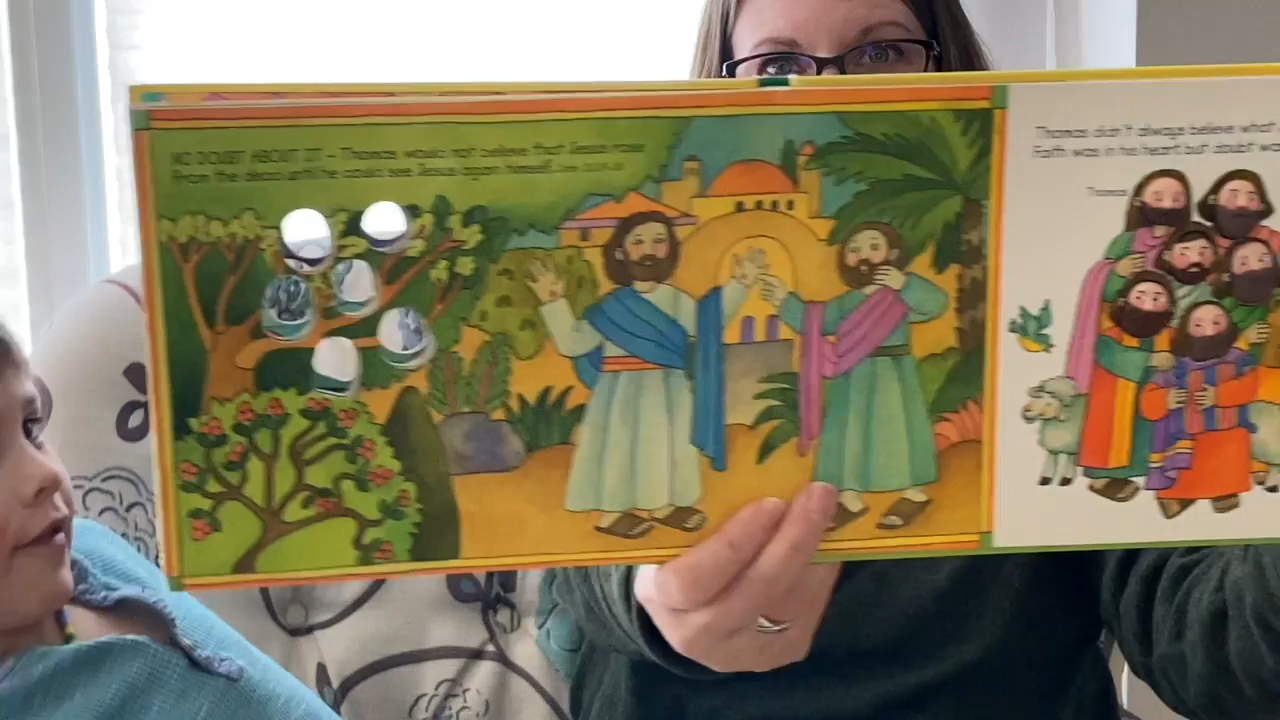 NO DOUBT ABOUT IT – Thomas would not believe that Jesus rose
From the dead until he could see Jesus again himself.
Thomas didn't always believe what
Faith was in his heart but doubt was
Thomas